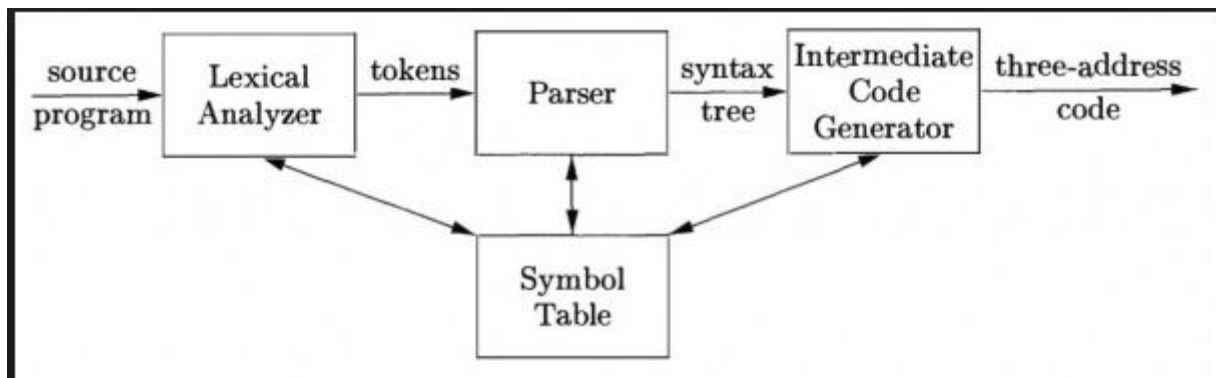 source
program
Lexical
Analyzer
tokens
Parser
syntax
tree
Intermediate
Code
Generator
three-address
code
Symbol
Table